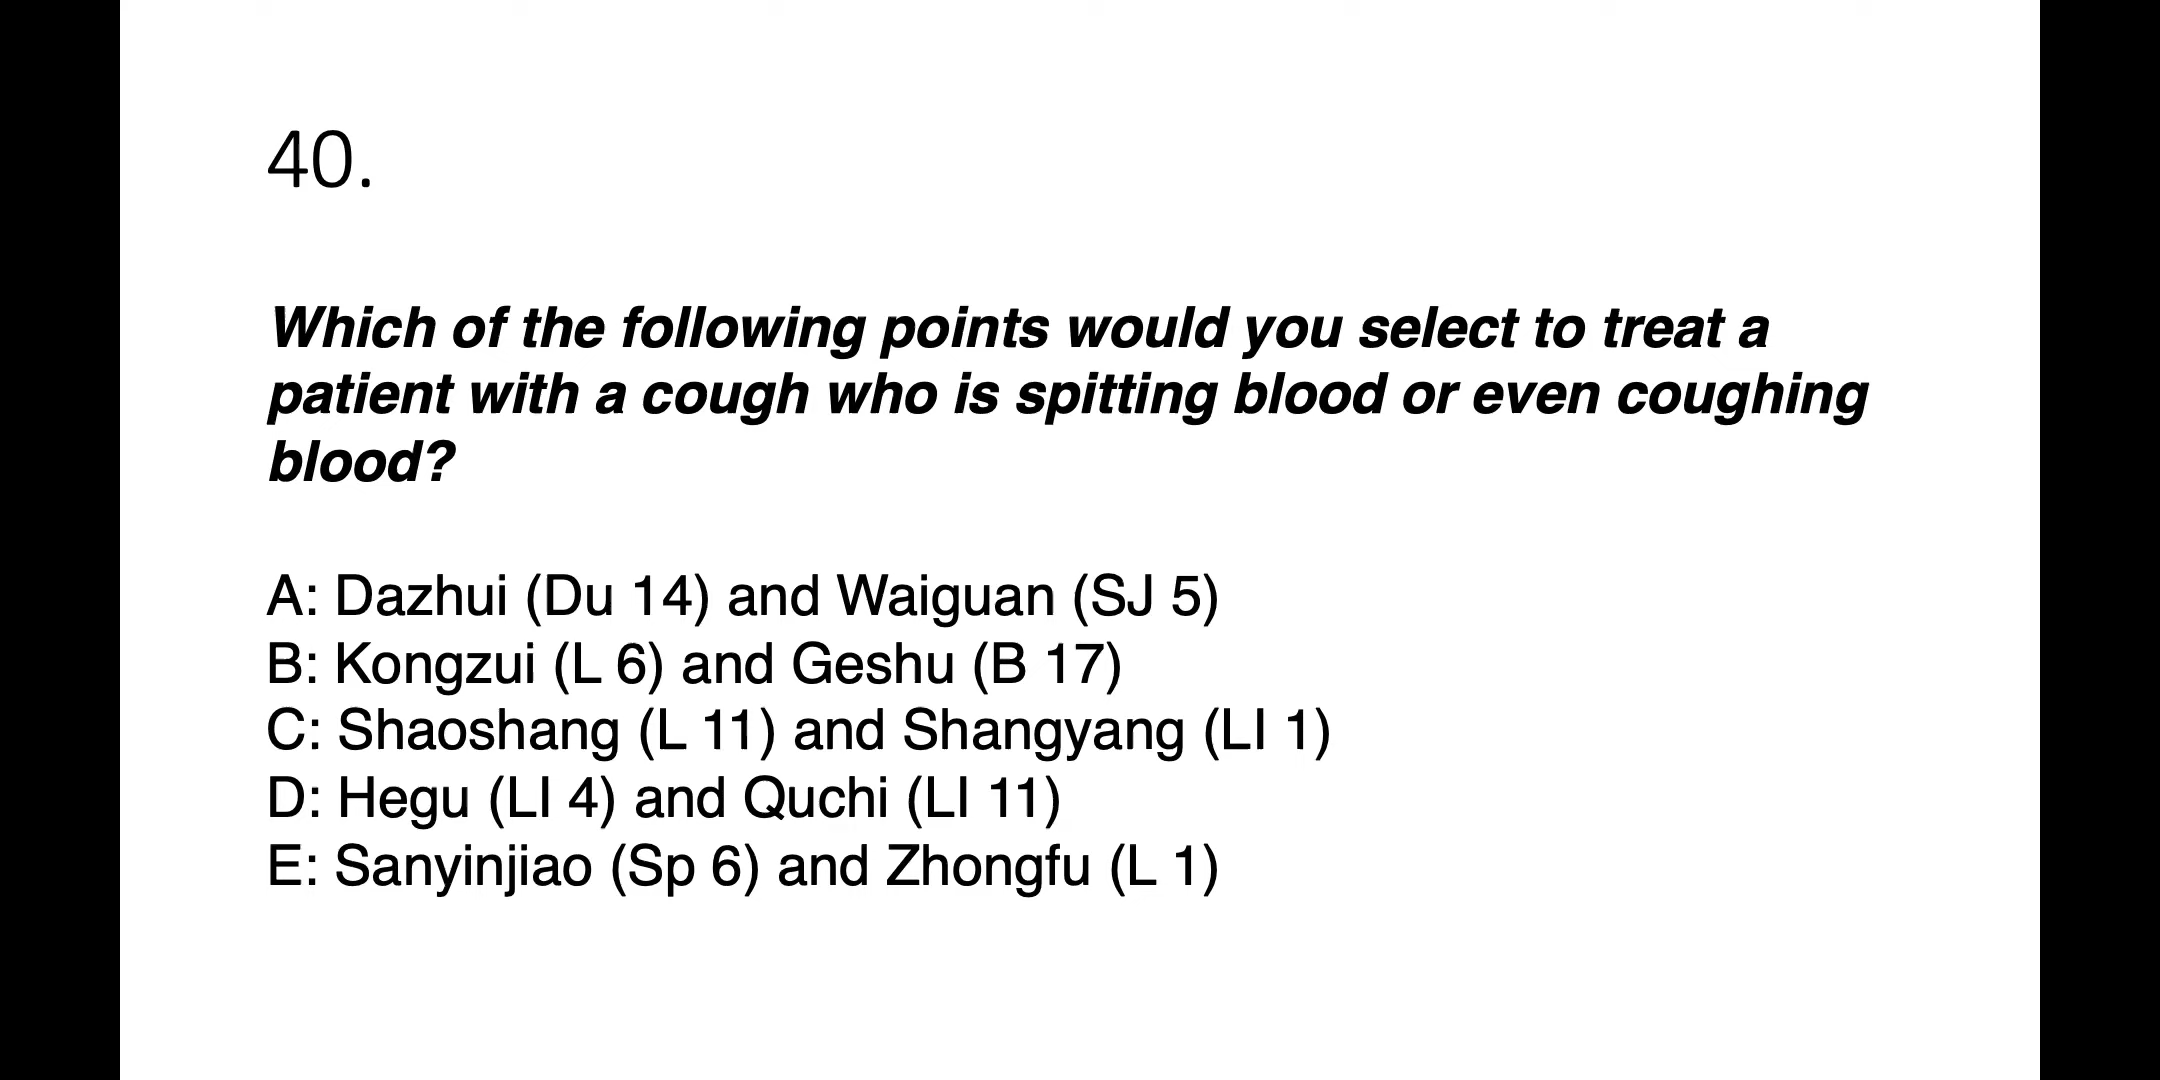 40.
Which of the following points would you select to treat a
patient with a cough who is spitting blood or even coughing
blood?
A: Dazhui (Du 14) and Waiguan (SJ 5)
B: Kongzui (L 6) and Geshu (B 17)
C: Shaoshang (L 11) and Shangyang (LI 1)
D: Hegu (LI 4) and Quchi (LI 11)
E: Sanyinjiao (Sp 6) and Zhongfu (L 1)